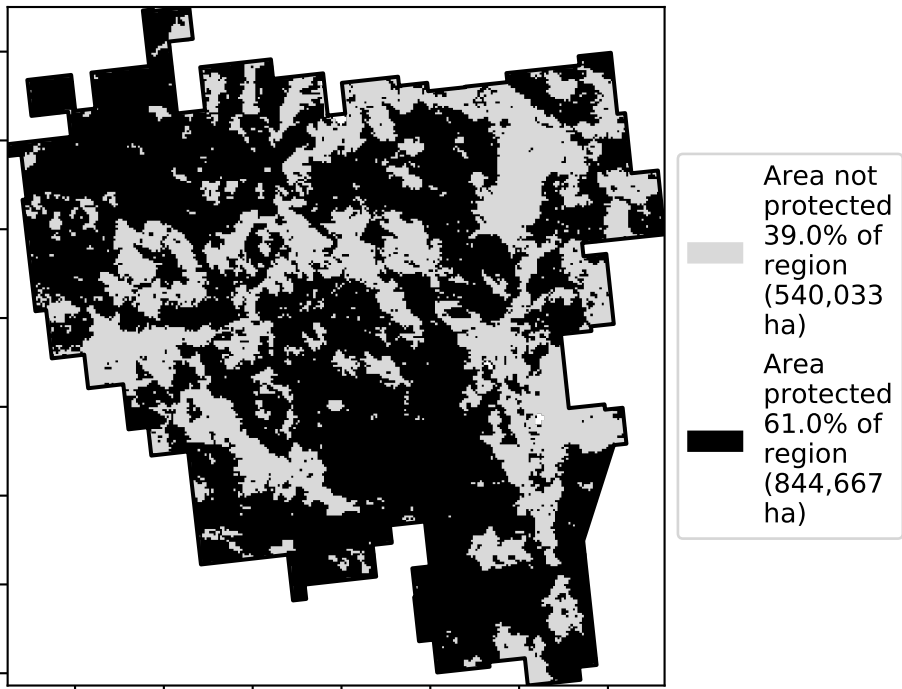 Area not
protected
39.0% of
region
(540,033
ha)
Area
protected
61.0% of
region
(844,667
ha)